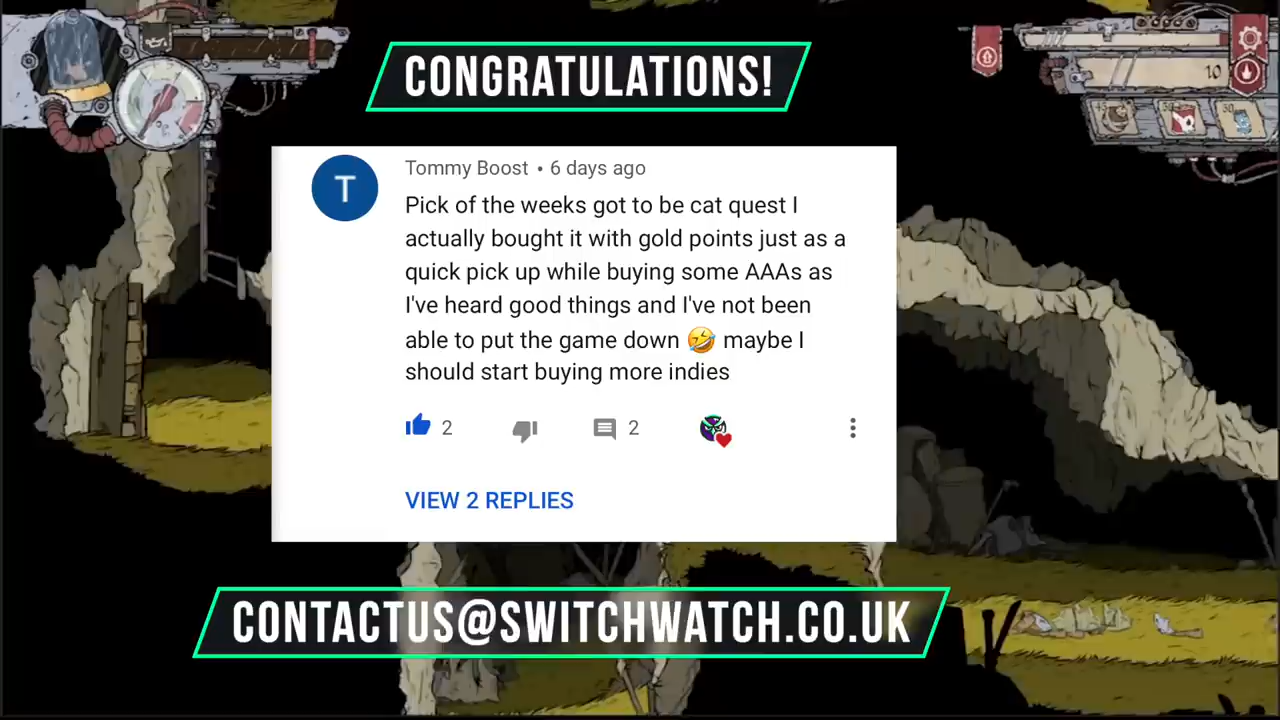 CONGRATULATIONS!
10
T
Tommy Boost • 6 days ago
Pick of the weeks got to be cat quest I
actually bought it with gold points just as a
quick pick up while buying some AAAs as
I've heard good things and I've not been
able to put the game down 🤣 maybe I
should start buying more indies
2
2
VIEW 2 REPLIES
CONTACTUS@SWITCHWATCH.CO.UK